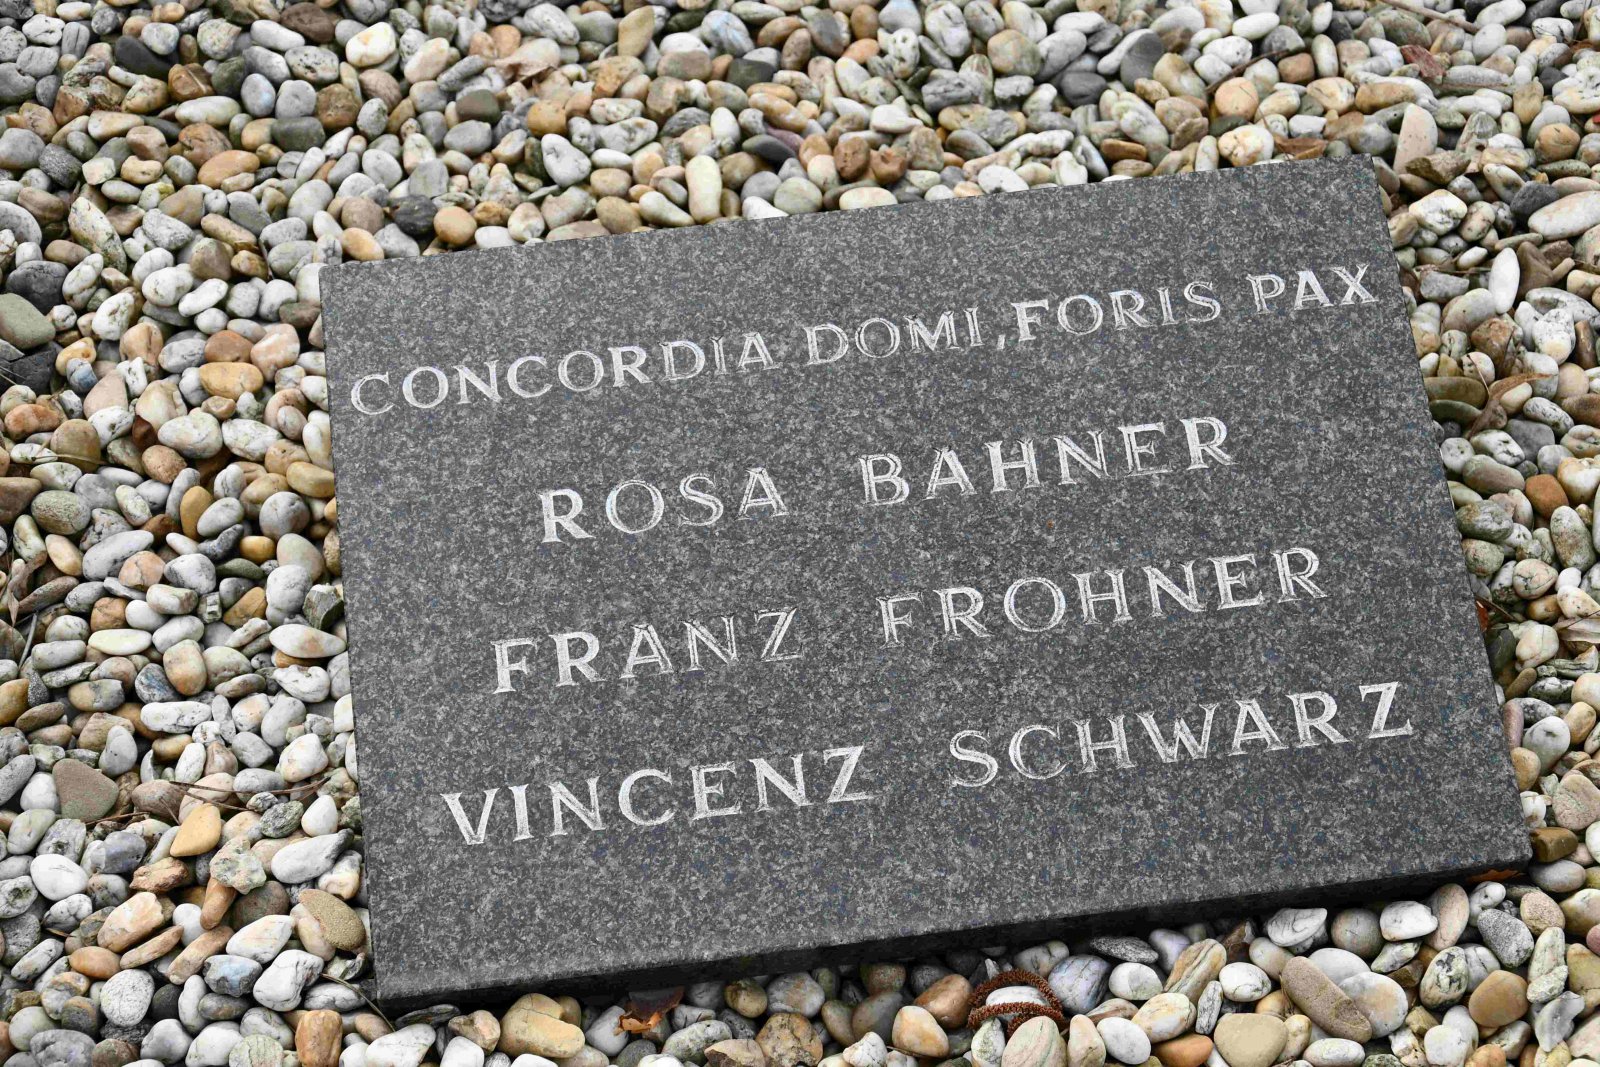 CONCORDIA DOMI, FORIS PAX
ROSA BAHNER
FRANZ FROHNER
VINCENZ SCHWARZ